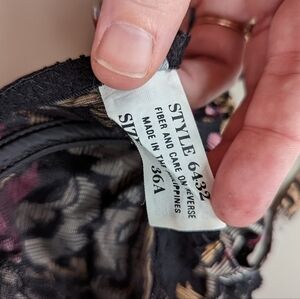 STYLE 6432
FIBER AND CARE ON REVERSE
MADE IN THE PHILIPPINES
SIZE 36A